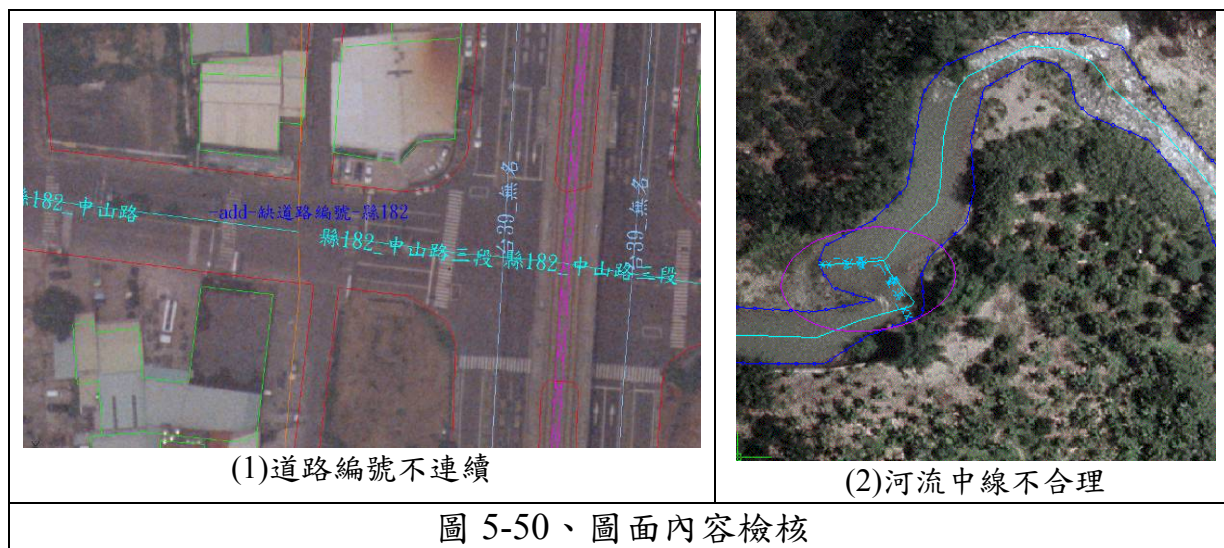 縣182_中山路
-add-缺道路編號-縣182
縣182_中山路三段
縣182_中山路三段
台39_無名
台39_無名
(1)道路編號不連續
(2)河流中線不合理
圖 5-50、圖面內容檢核